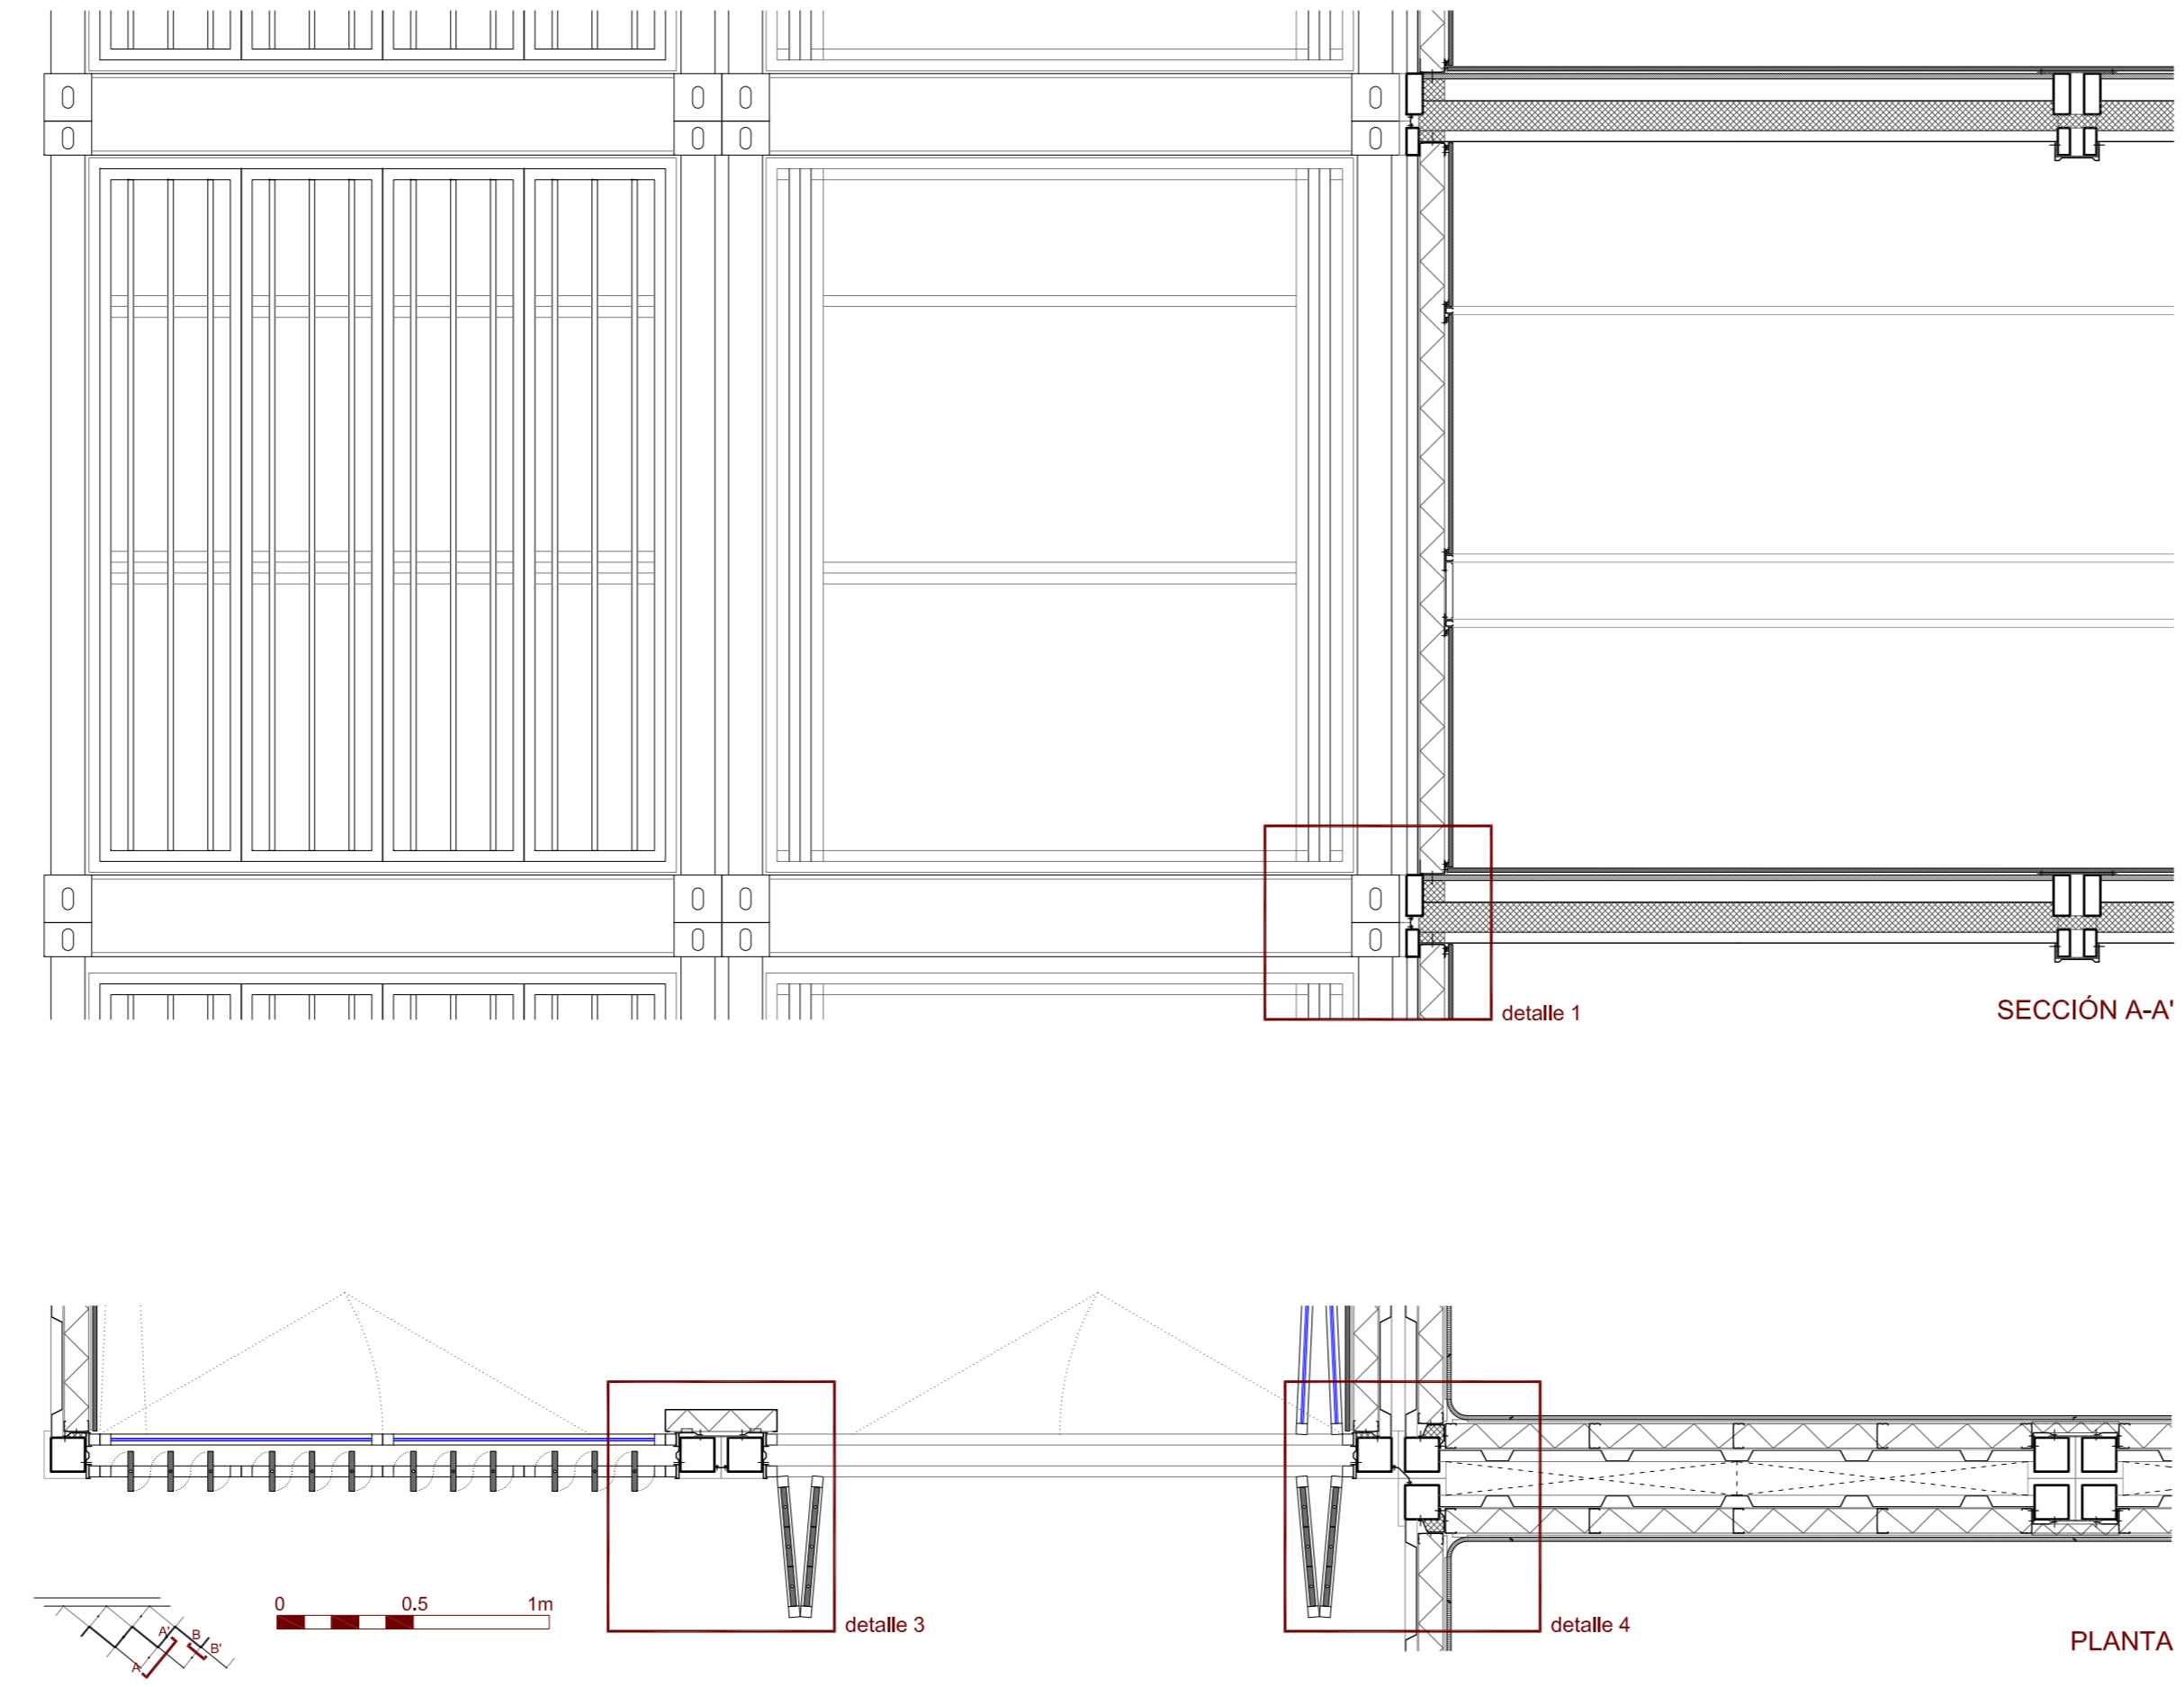 detalle 1
SECCIÓN A-A'
0 0.5 1m
detalle 3
detalle 4
A' B
B'
A
PLANTA